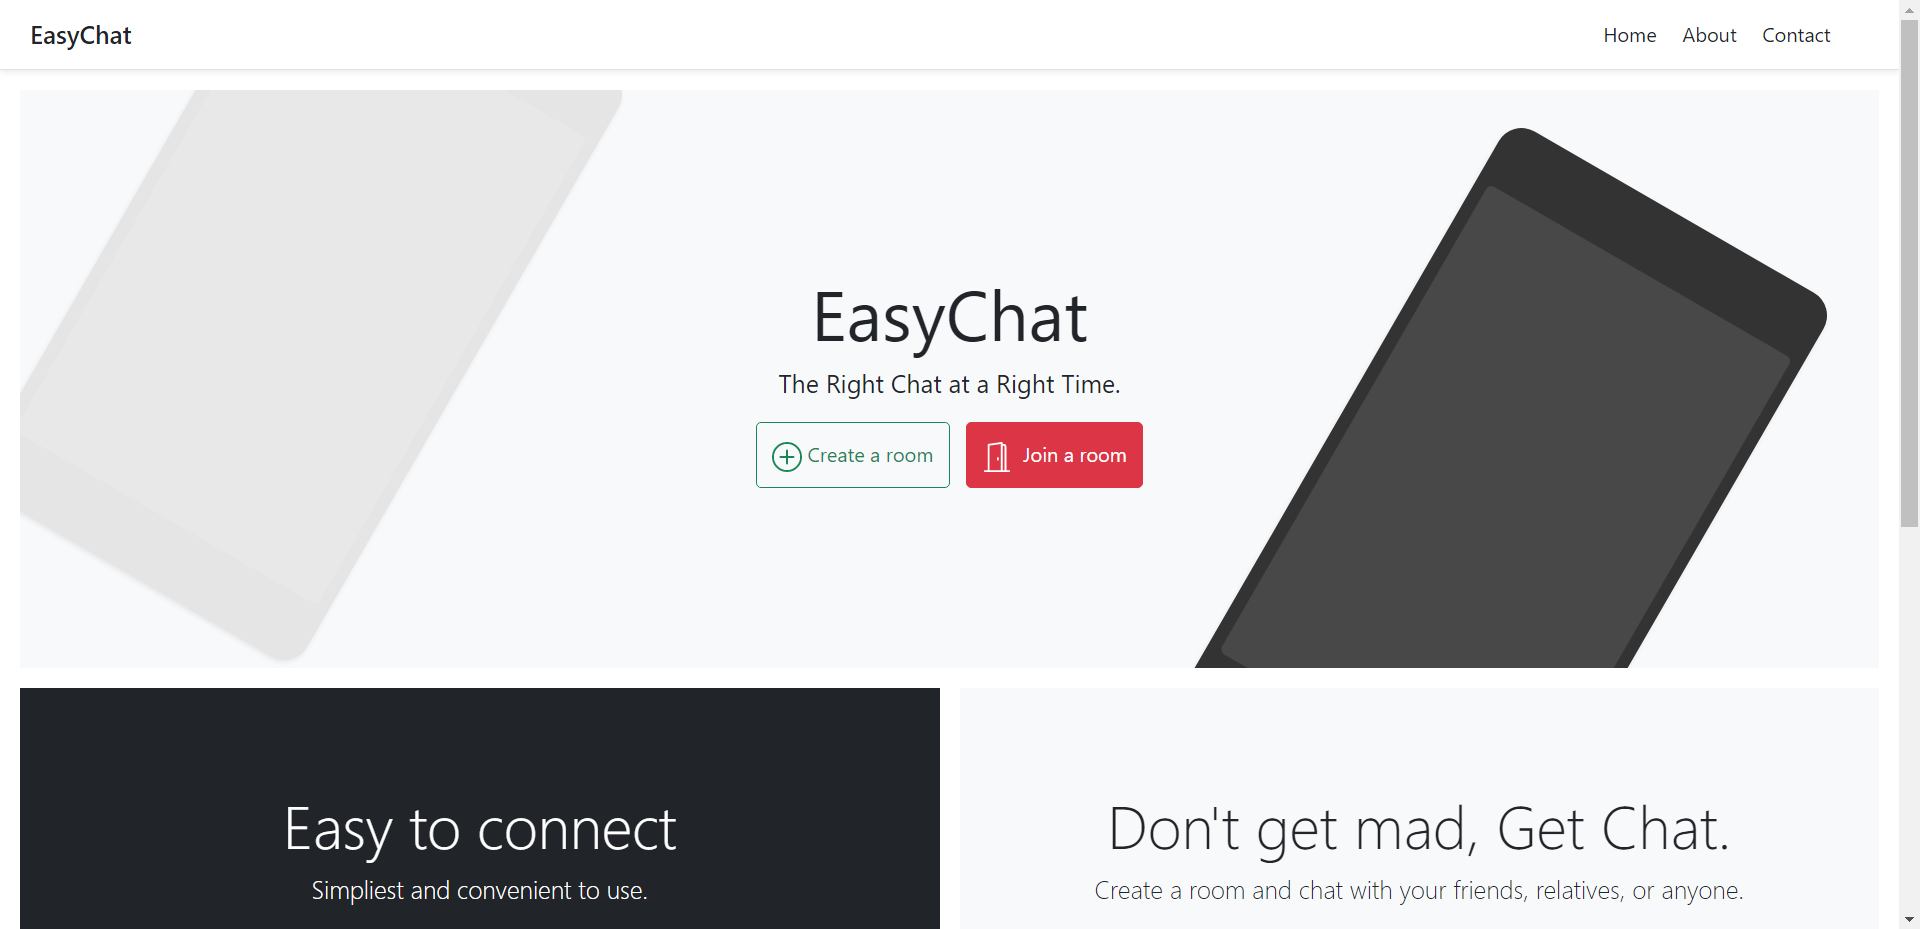 EasyChat
Home About Contact
EasyChat
The Right Chat at a Right Time.
Create a room
Join a room
Easy to connect
Simpliest and convenient to use.
Don't get mad, Get Chat.
Create a room and chat with your friends, relatives, or anyone.